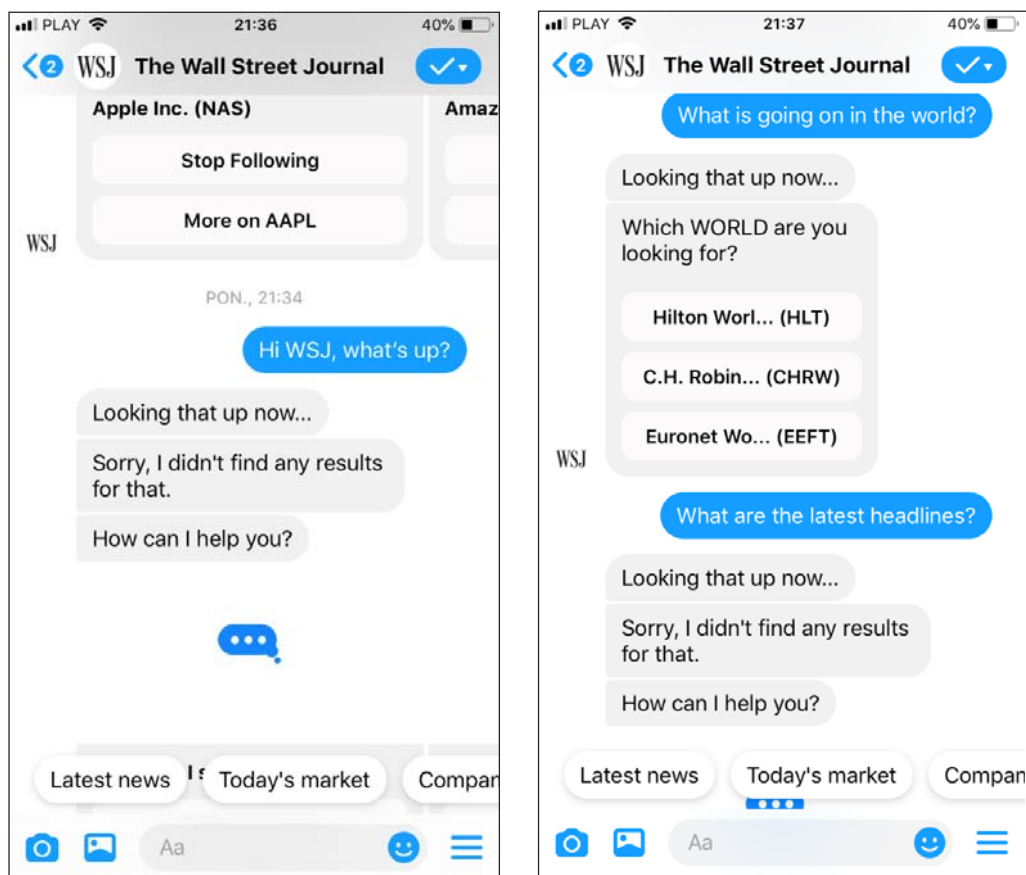 PLAY 21:36 40%
2 WSJ The Wall Street Journal
Apple Inc. (NAS) Amaz
Stop Following
More on AAPL
WSJ
PON., 21:34
Hi WSJ, what's up?
Looking that up now...
Sorry, I didn't find any results
for that.
How can I help you?
Latest news Today's market Compan
Aa
PLAY 21:37 40%
2 WSJ The Wall Street Journal
What is going on in the world?
Looking that up now...
Which WORLD are you
looking for?
Hilton Worl... (HLT)
C.H. Robin... (CHRW)
Euronet Wo... (EEFT)
WSJ
What are the latest headlines?
Looking that up now...
Sorry, I didn't find any results
for that.
How can I help you?
Latest news Today's market Compan
Aa